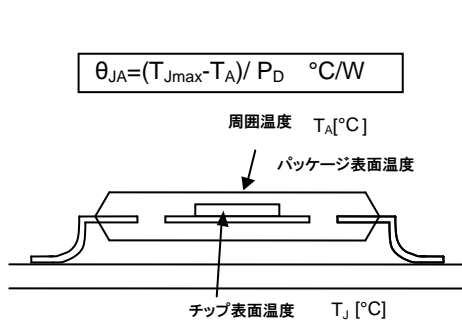 θJA=(TJmax-TA)/ PD °C/W
周囲温度 TA[°C]
パッケージ表面温度
チップ表面温度 TJ [°C]